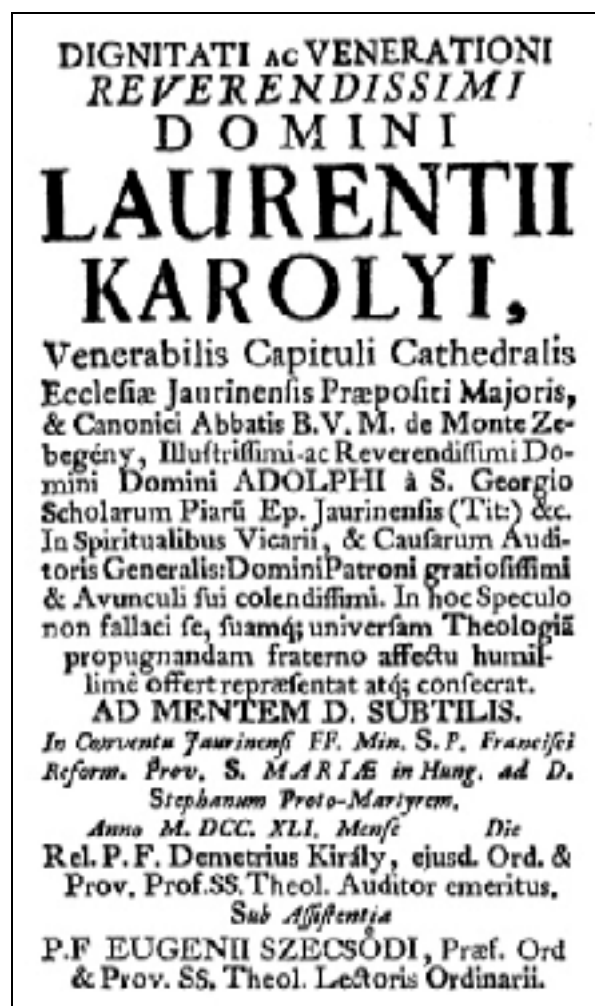 DIGNITATI AC VENERATIONI
REVERENDISSIMI
DOMINI
LAURENTII
KAROLYI,
Venerabilis Capituli Cathedralis
Ecclesiæ Jaurinensis Præpositi Majoris,
& Canonici Abbatis B.V.M. de Monte Ze-
begény, Illustrissimi ac Reverendissimi Do-
mini Domini ADOLPHI à S. Georgio
Scholarum Piarũ Ep. Jaurinensis (Tit:) &c.
In Spiritualibus Vicarii, & Causarum Audi-
toris Generalis: Domini Patroni gratiosissimi
& Avunculi sui colendissimi. In hoc Speculo
non fallaci se, suamq; universam Theologiã
propugnandam fraterno affectu humil-
limè offert repræsentat atq; consecrat.
AD MENTEM D. SUBTILIS.
In Conventu Jaurinensi FF. Min. S. P. Francisci
Reform. Prov. S. MARIÆ in Hung. ad D.
Stephanum Proto-Martyrem.
Anno M. DCC. XLI. Mense Die
Rel. P. F. Demetrius Király, ejusd. Ord. &
Prov. Prof. SS. Theol. Auditor emeritus.
Sub Assistentia
P.F EUGENII SZECSÖDI, Præf. Ord
& Prov. SS. Theol. Lectoris Ordinarii.